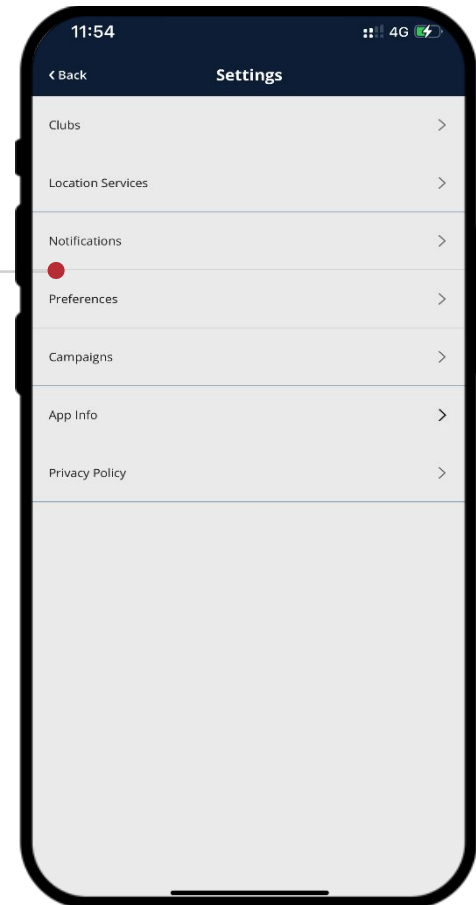 11:54 4G
Back Settings
Clubs
Location Services
Notifications
Preferences
Campaigns
App Info
Privacy Policy